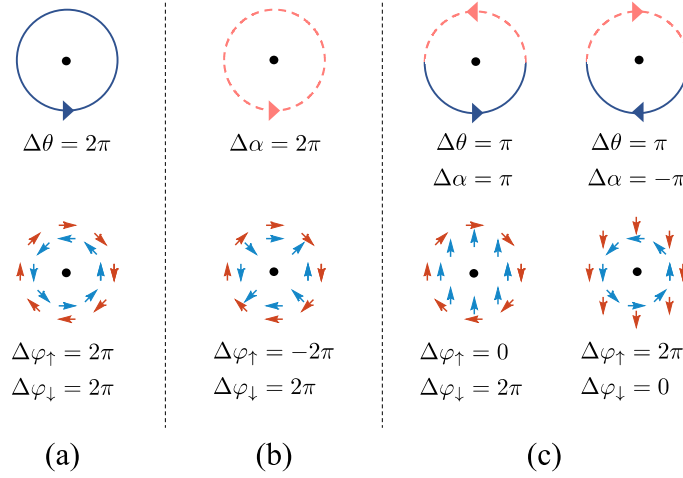 Δθ = 2π
Δα = 2π
Δθ = π
Δα = π
Δθ = π
Δα = −π
Δφ↑ = 2π
Δφ↓ = 2π
Δφ↑ = −2π
Δφ↓ = 2π
Δφ↑ = 0
Δφ↓ = 2π
Δφ↑ = 2π
Δφ↓ = 0
(a)
(b)
(c)